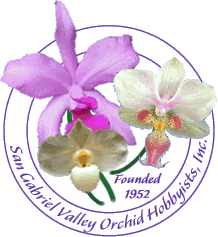 Founded
1952
San Gabriel Valley Orchid Hobbyists, Inc.